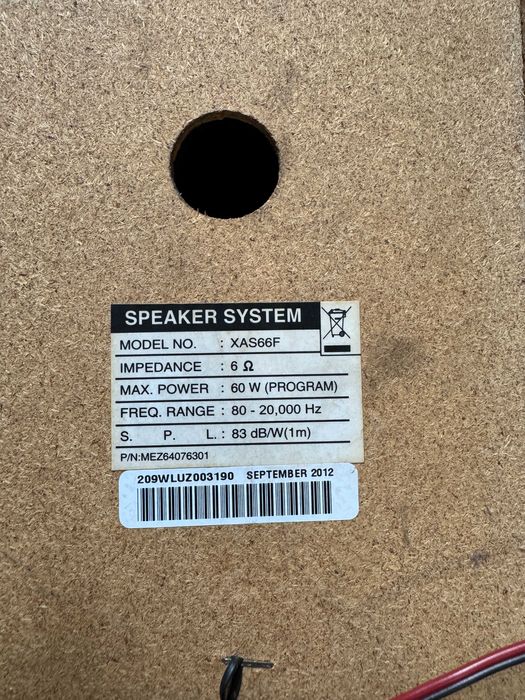 SPEAKER SYSTEM
MODEL NO. : XAS66F
IMPEDANCE : 6 Ω
MAX. POWER : 60 W (PROGRAM)
FREQ. RANGE : 80 - 20,000 Hz
S. P. L. : 83 dB/W(1m)
P/N:MEZ64076301
209WLUZ003190 SEPTEMBER 2012